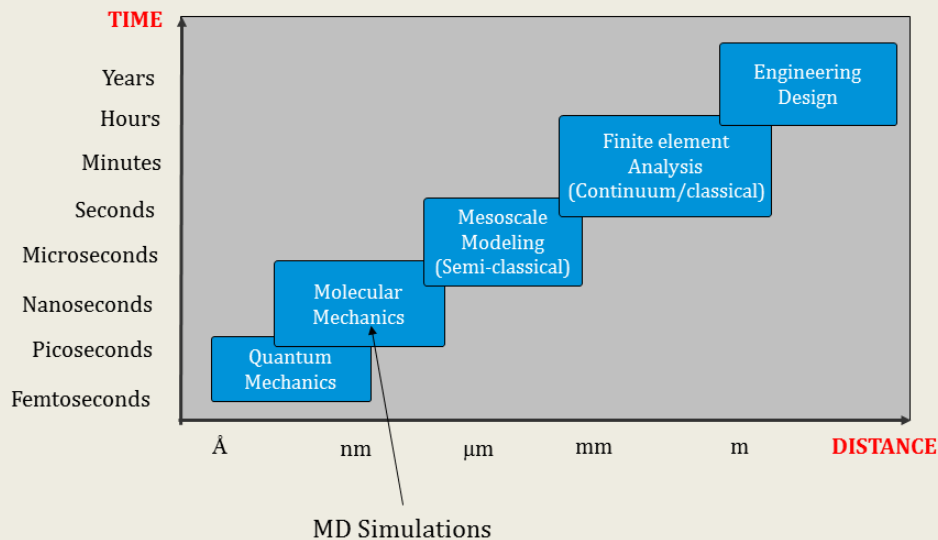 TIME
Years
Hours
Minutes
Seconds
Microseconds
Nanoseconds
Picoseconds
Femtoseconds
Engineering
Design
Finite element
Analysis
(Continuum/classical)
Mesoscale
Modeling
(Semi-classical)
Molecular
Mechanics
Quantum
Mechanics
Å
nm
μm
mm
m
DISTANCE
MD Simulations